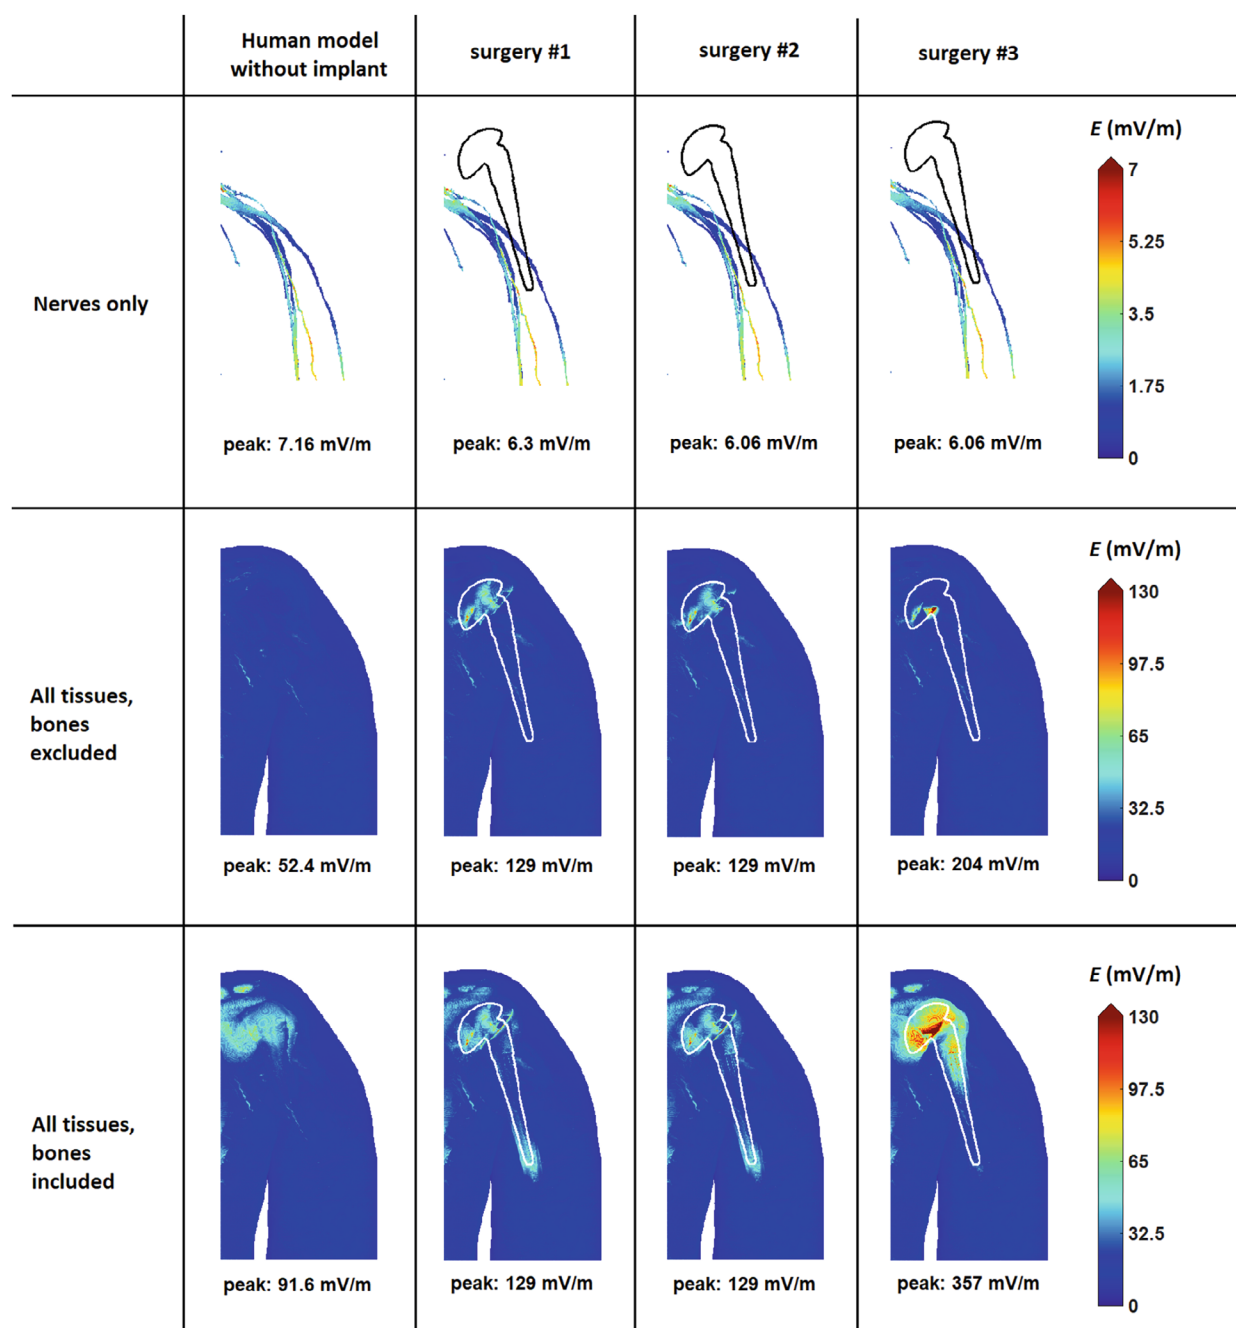 Human model
without implant
surgery #1
surgery #2
surgery #3
Nerves only
E (mV/m)
7
5.25
3.5
1.75
0
peak: 7.16 mV/m
peak: 6.3 mV/m
peak: 6.06 mV/m
peak: 6.06 mV/m
All tissues,
bones
excluded
E (mV/m)
130
97.5
65
32.5
0
peak: 52.4 mV/m
peak: 129 mV/m
peak: 129 mV/m
peak: 204 mV/m
All tissues,
bones
included
E (mV/m)
130
97.5
65
32.5
0
peak: 91.6 mV/m
peak: 129 mV/m
peak: 129 mV/m
peak: 357 mV/m